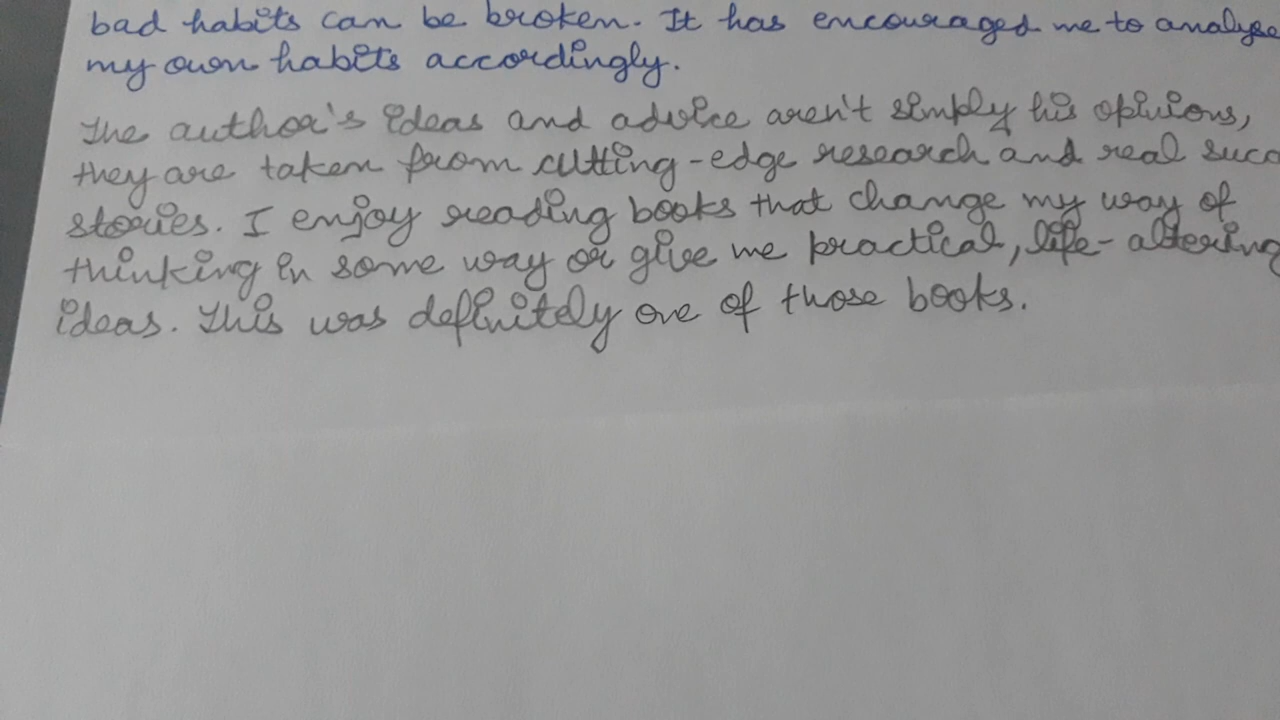 bad habits can be broken. It has encouraged me to analyse
my own habits accordingly.
The author's ideas and advice aren't simply his opinions,
they are taken from cutting-edge research and real succ
stories. I enjoy reading books that change my way of
thinking in some way or give me practical, life-altering
ideas. This was definitely one of those books.